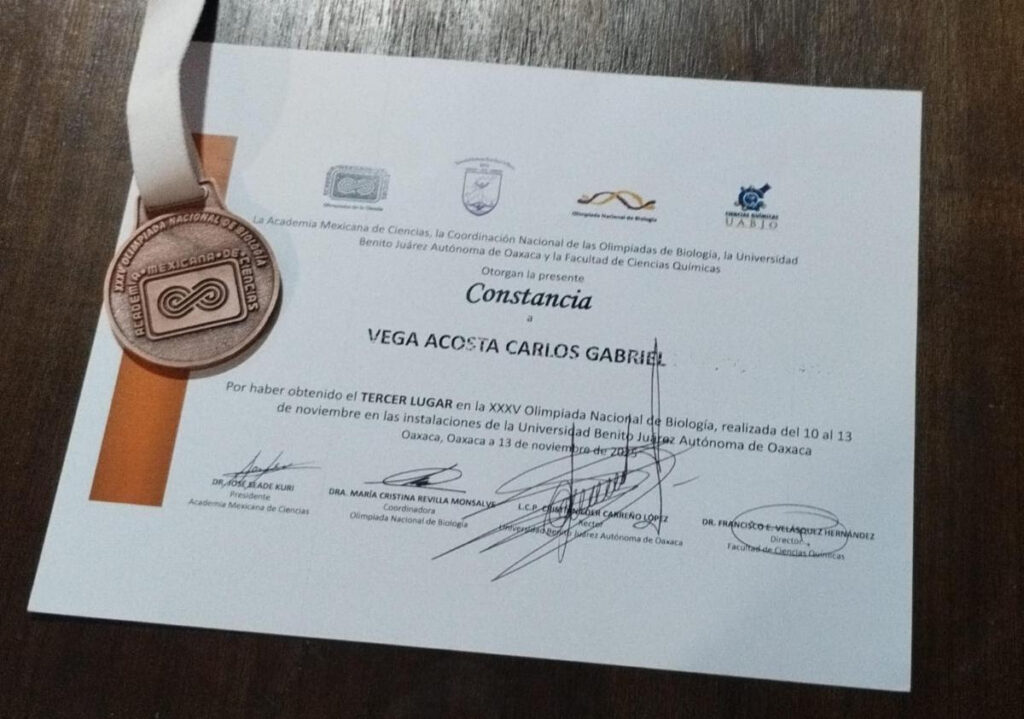 XXXV OLIMPIADA NACIONAL DE BIOLOGÍA
ACADEMIA • MEXICANA • DE • CIENCIAS
Olimpiada Nacional de Biología
CIENCIAS QUÍMICAS
UABJO
La Academia Mexicana de Ciencias, la Coordinación Nacional de las Olimpiadas de Biología, la Universidad
Benito Juárez Autónoma de Oaxaca y la Facultad de Ciencias Químicas
Otorgan la presente
Constancia
a
VEGA ACOSTA CARLOS GABRIEL
Por haber obtenido el TERCER LUGAR en la XXXV Olimpiada Nacional de Biología, realizada del 10 al 13
de noviembre en las instalaciones de la Universidad Benito Juárez Autónoma de Oaxaca
Oaxaca, Oaxaca a 13 de noviembre de 2025
DR. JOSÉ SEADE KURI
Presidente
Academia Mexicana de Ciencias
DRA. MARÍA CRISTINA REVILLA MONSALVE
Coordinadora
Olimpiada Nacional de Biología
L.C.P. CARREÑO LÓPEZ
Rector
Universidad Benito Juárez Autónoma de Oaxaca
DR. FRANCISCO E. VELÁSQUEZ HERNÁNDEZ
Director
Facultad de Ciencias Químicas